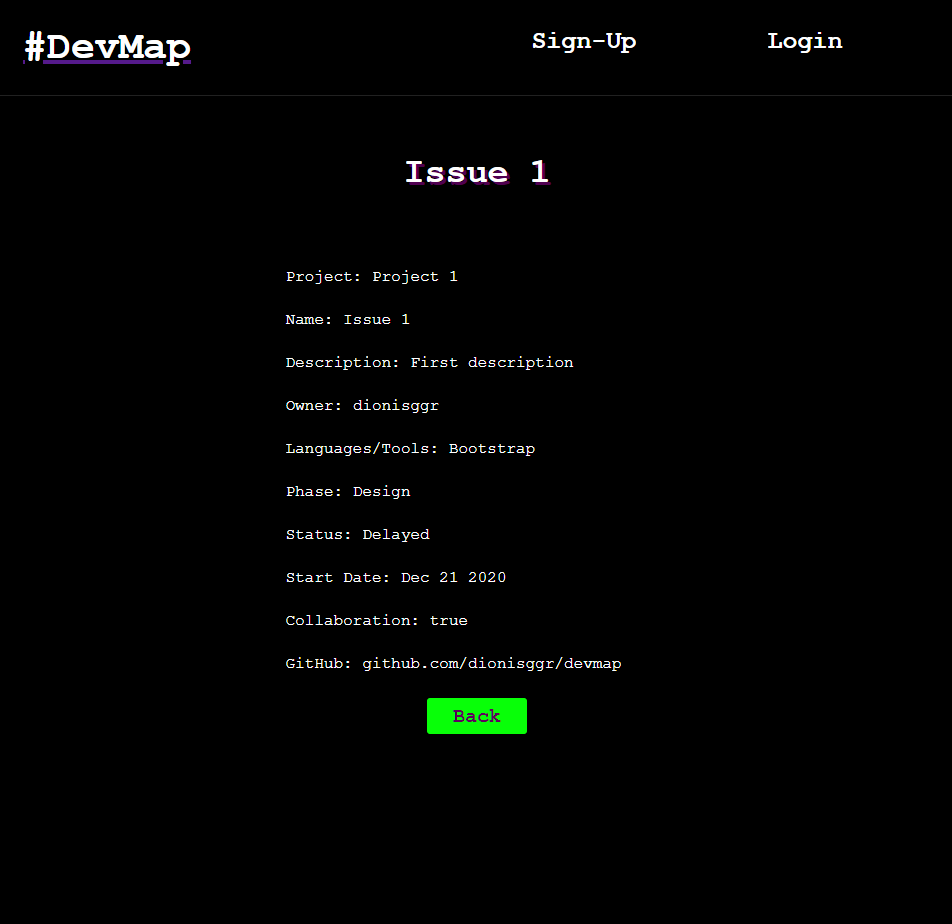 #DevMap
Sign-Up
Login
Issue 1
Project: Project 1
Name: Issue 1
Description: First description
Owner: dionisggr
Languages/Tools: Bootstrap
Phase: Design
Status: Delayed
Start Date: Dec 21 2020
Collaboration: true
GitHub: github.com/dionisggr/devmap
Back